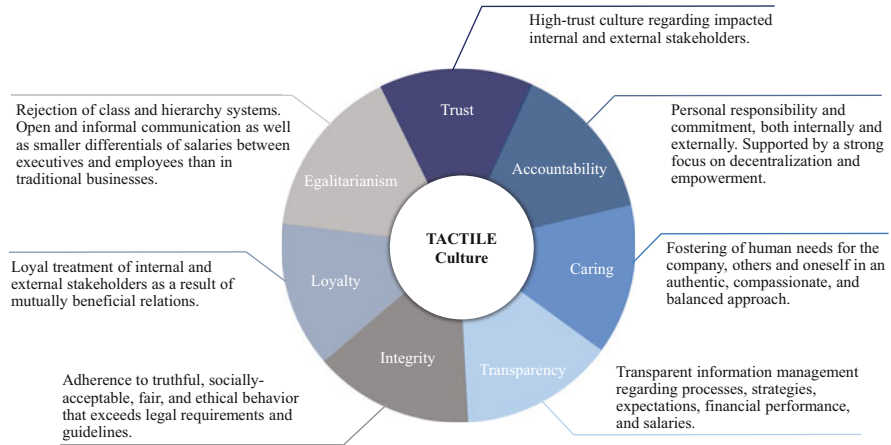 High-trust culture regarding impacted
internal and external stakeholders.
Trust
Rejection of class and hierarchy systems.
Open and informal communication as well
as smaller differentials of salaries between
executives and employees than in
traditional businesses.
Egalitarianism
Personal responsibility and
commitment, both internally and
externally. Supported by a strong
focus on decentralization and
empowerment.
Accountability
TACTILE
Culture
Loyal treatment of internal and
external stakeholders as a result of
mutually beneficial relations.
Loyalty
Caring
Fostering of human needs for the
company, others and oneself in an
authentic, compassionate, and
balanced approach.
Adherence to truthful, socially-
acceptable, fair, and ethical behavior
that exceeds legal requirements and
guidelines.
Integrity
Transparency
Transparent information management
regarding processes, strategies,
expectations, financial performance,
and salaries.